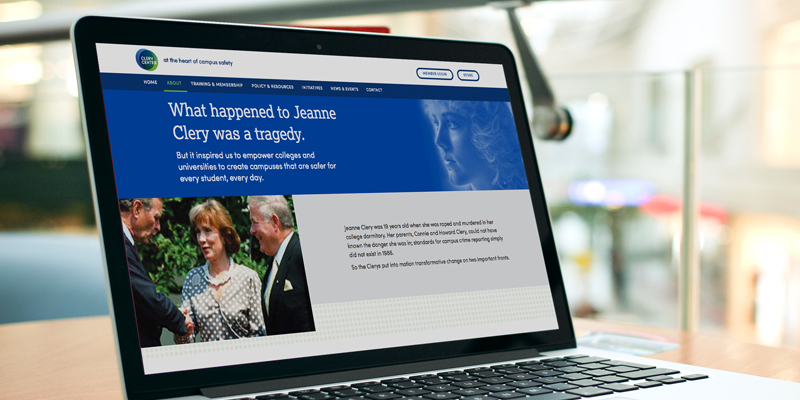 CLERY CENTER
at the heart of campus safety
MEMBER LOGIN
DONATE
HOME ABOUT TRAINING & MEMBERSHIP POLICY & RESOURCES INITIATIVES NEWS & EVENTS CONTACT
What happened to Jeanne
Clery was a tragedy.
But it inspired us to empower colleges and
universities to create campuses that are safer for
every student, every day.
Jeanne Clery was 19 years old when she was raped and murdered in her
college dormitory. Her parents, Connie and Howard Clery, could not have
known the danger she was in; standards for campus crime reporting simply
did not exist in 1986.
So the Clerys put into motion transformative change on two important fronts.